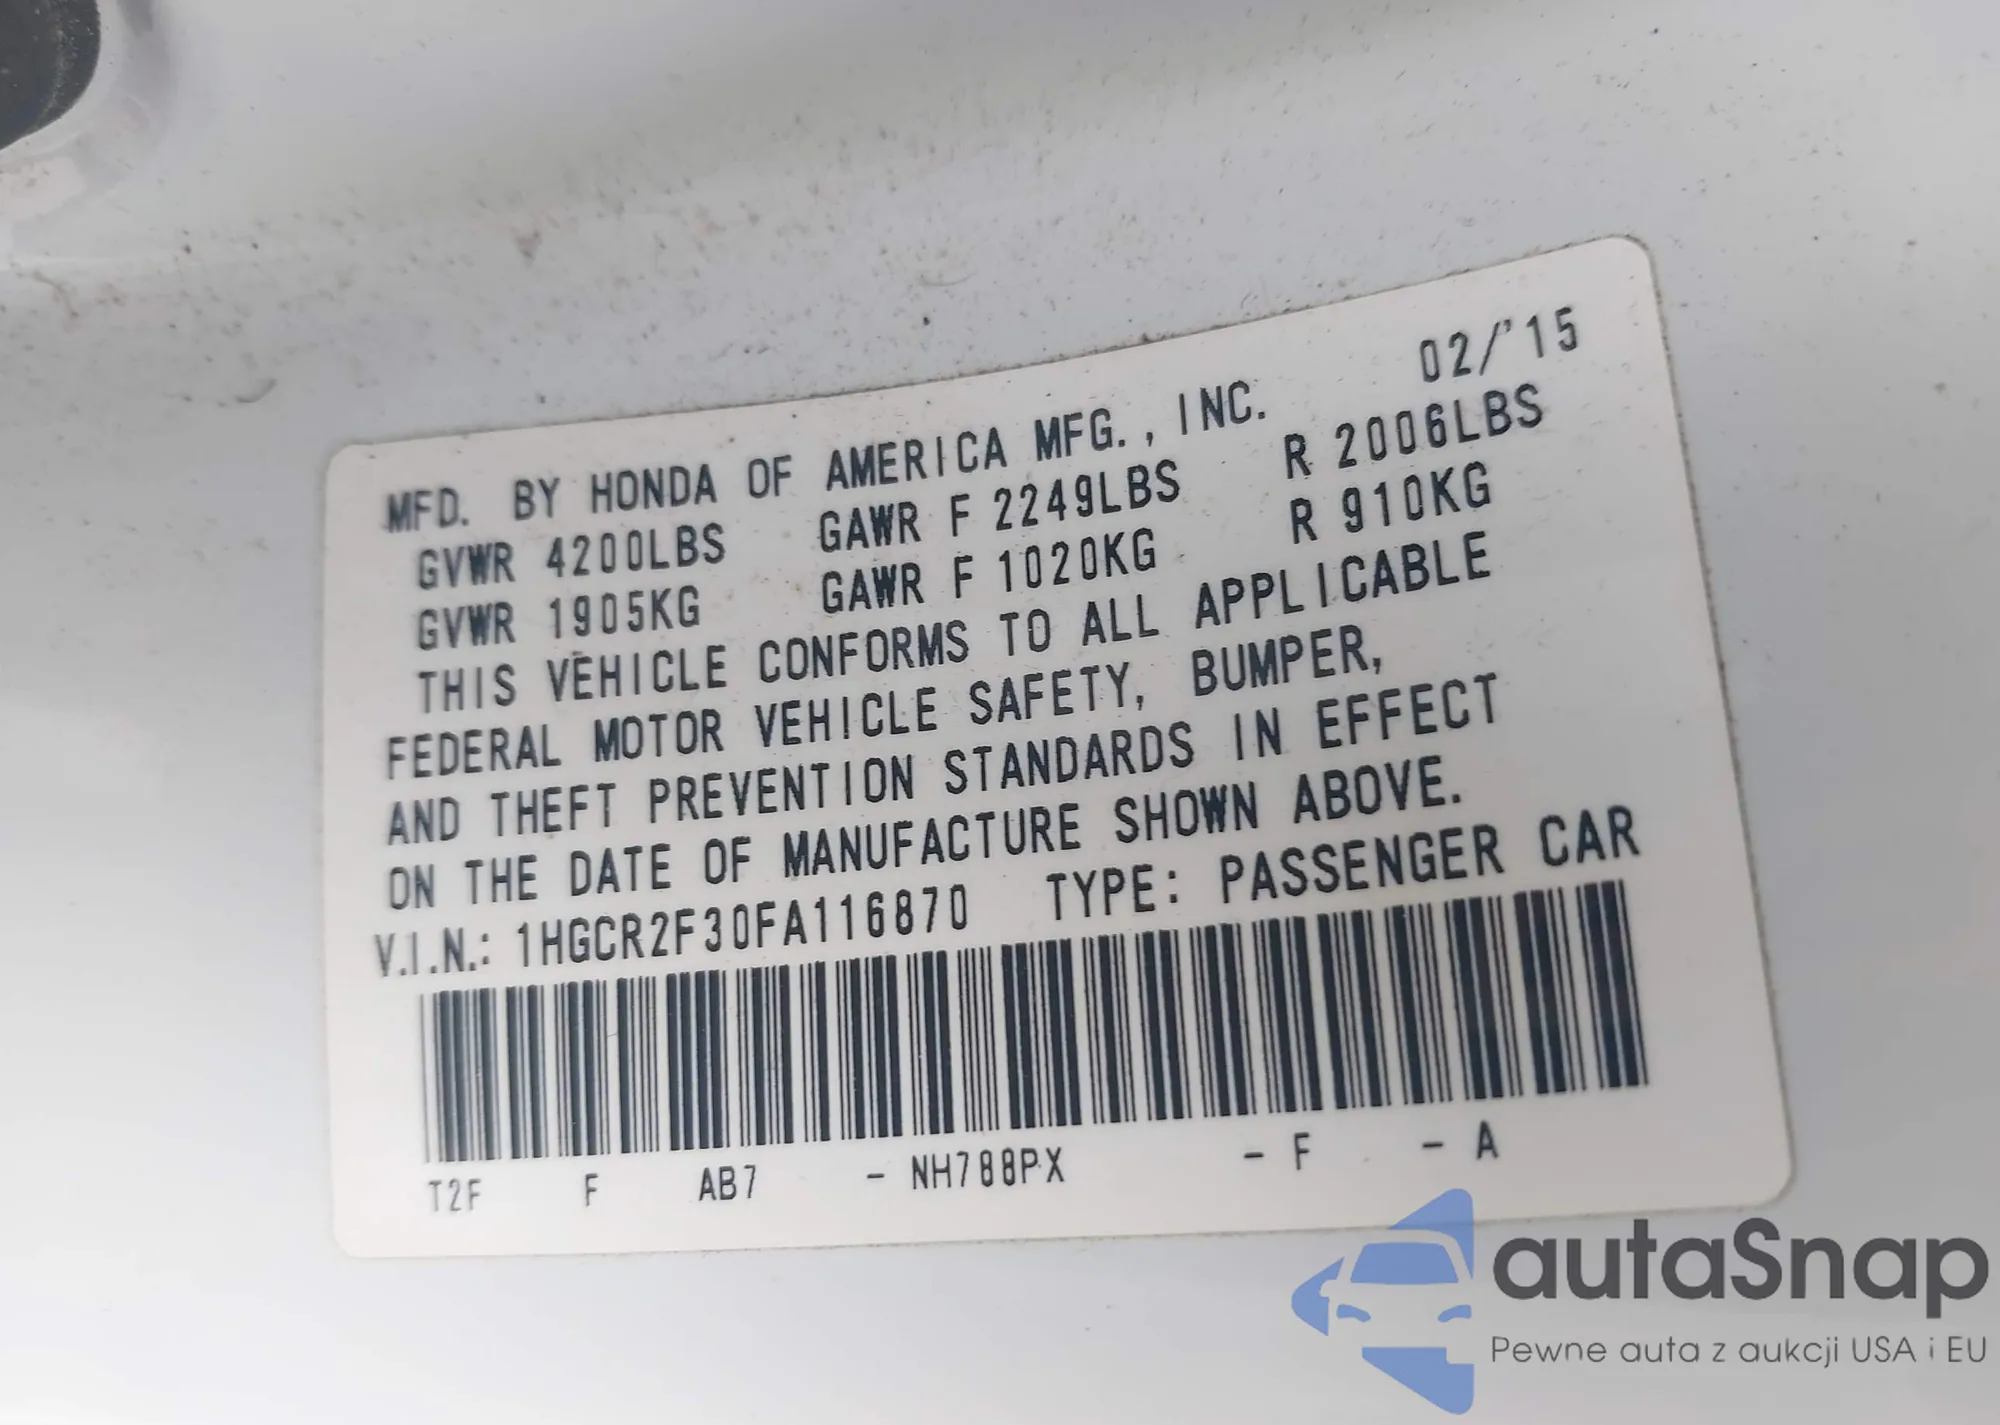 02/'15
MFD. BY HONDA OF AMERICA MFG., INC.
GVWR 4200LBS GAWR F 2249LBS R 2006LBS
GVWR 1905KG GAWR F 1020KG R 910KG
THIS VEHICLE CONFORMS TO ALL APPLICABLE
FEDERAL MOTOR VEHICLE SAFETY, BUMPER,
AND THEFT PREVENTION STANDARDS IN EFFECT
ON THE DATE OF MANUFACTURE SHOWN ABOVE.
V.I.N.: 1HGCR2F30FA116870 TYPE: PASSENGER CAR
T2F F AB7 - NH788PX - F - A
autaSnap
Pewne auta z aukcji USA i EU